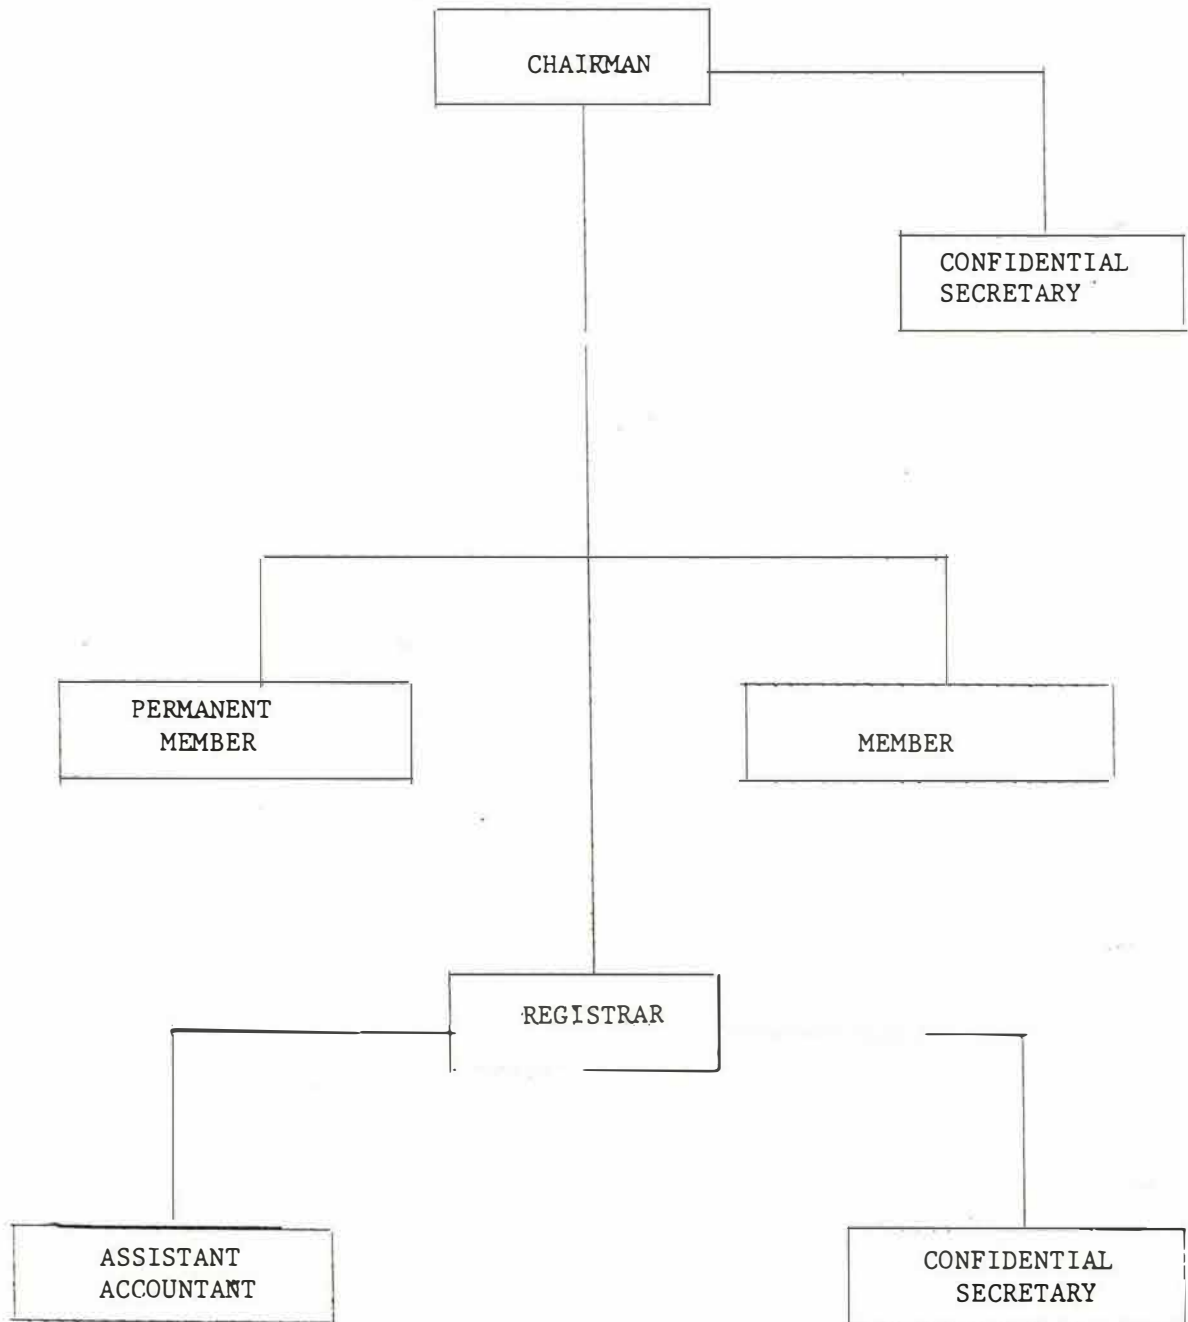 CHAIRMAN
CONFIDENTIAL
SECRETARY
PERMANENT
MEMBER
MEMBER
REGISTRAR
ASSISTANT
ACCOUNTANT
CONFIDENTIAL
SECRETARY